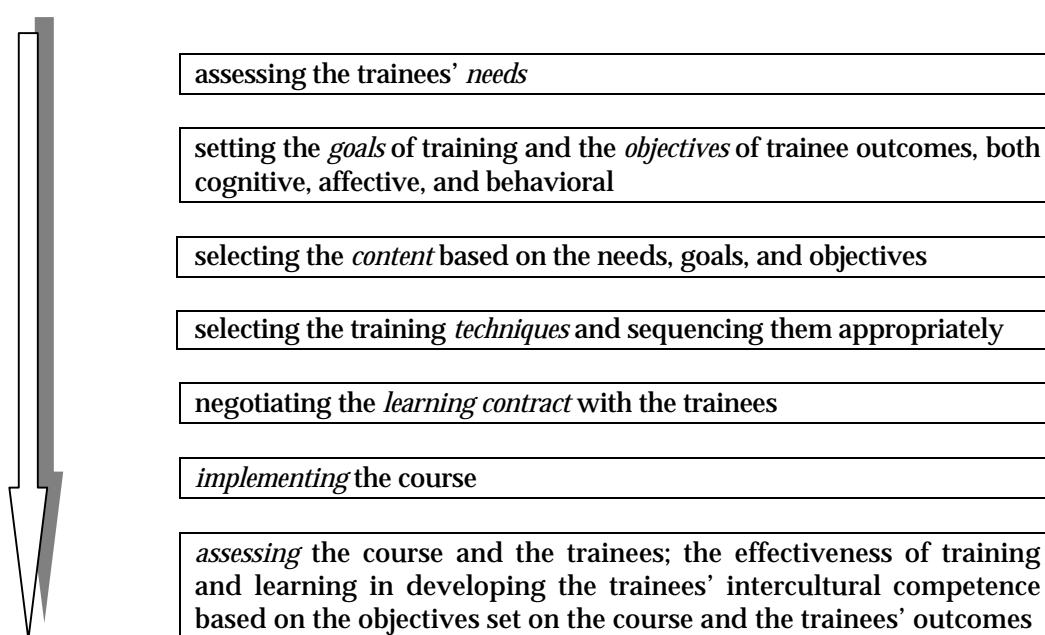 assessing the trainees’ needs
setting the goals of training and the objectives of trainee outcomes, both
cognitive, affective, and behavioral
selecting the content based on the needs, goals, and objectives
selecting the training techniques and sequencing them appropriately
negotiating the learning contract with the trainees
implementing the course
assessing the course and the trainees; the effectiveness of training
and learning in developing the trainees’ intercultural competence
based on the objectives set on the course and the trainees’ outcomes